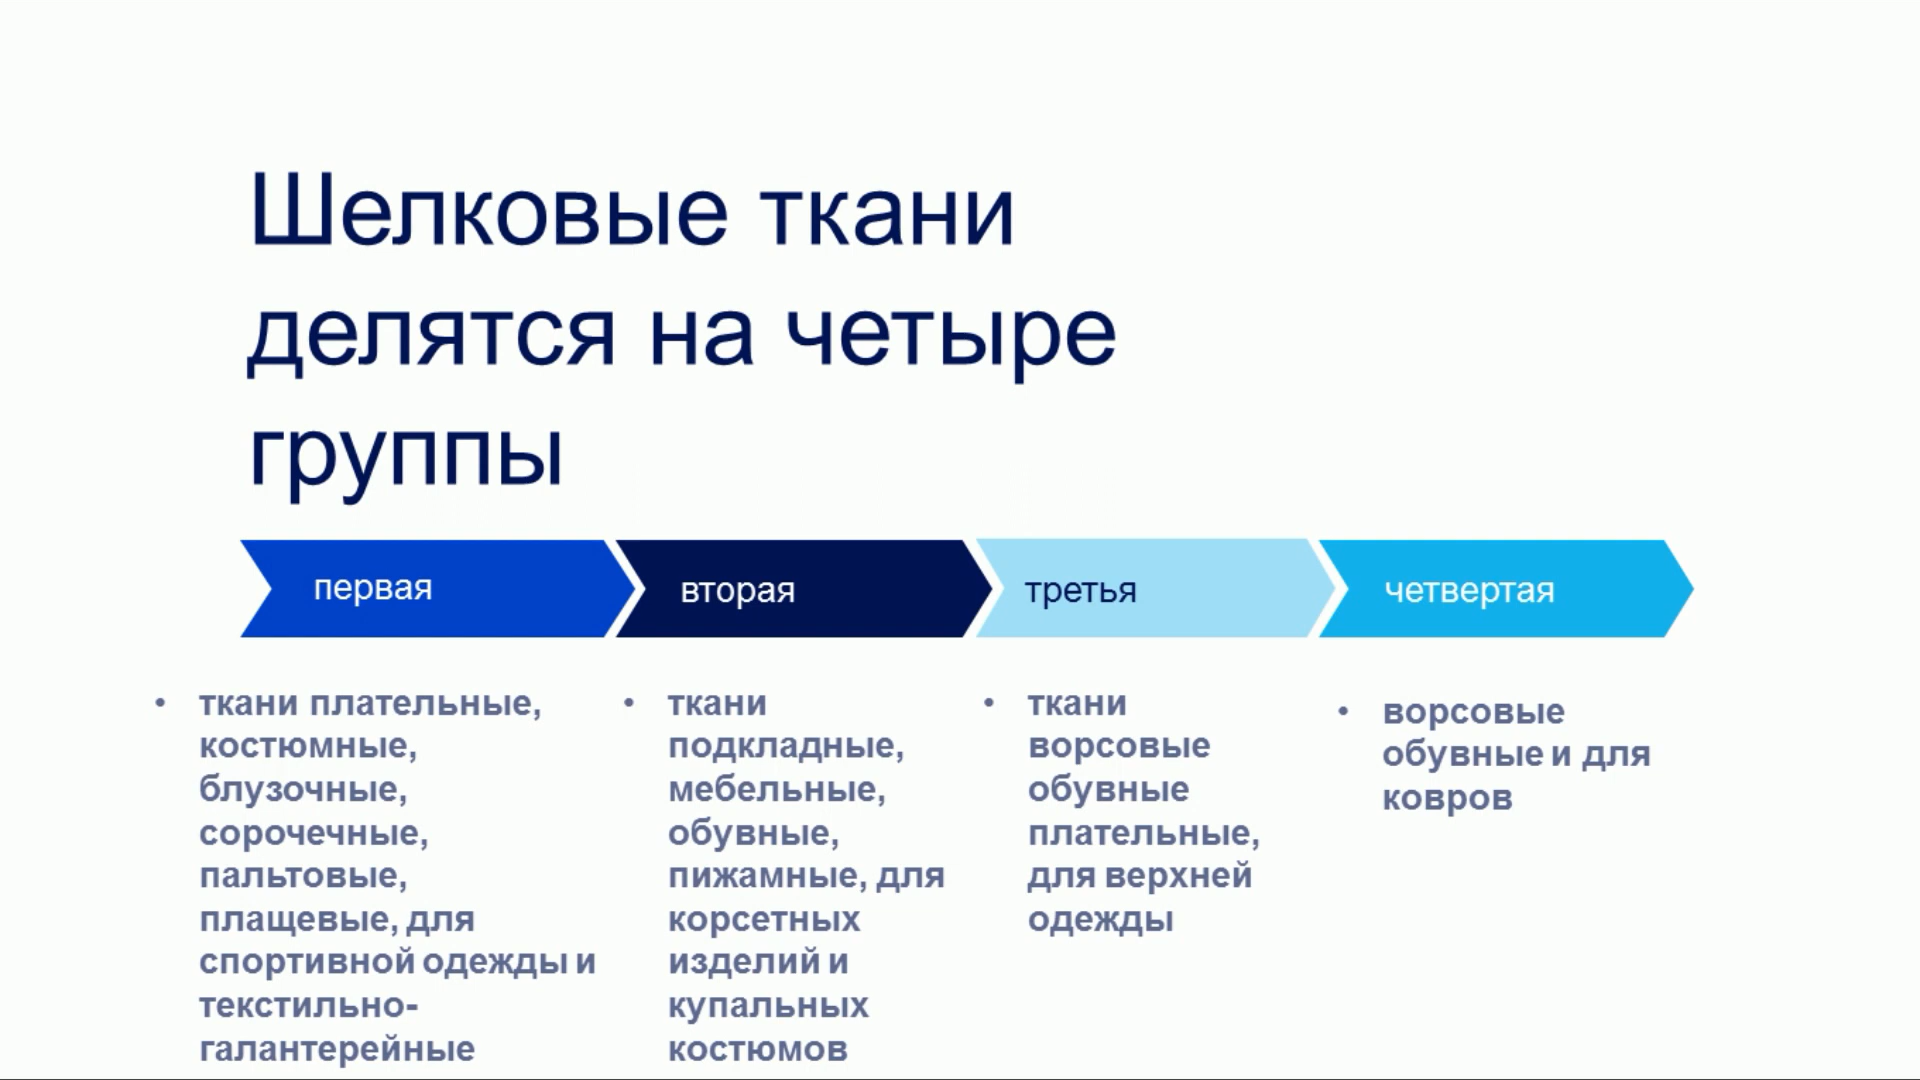 Шелковые ткани
делятся на четыре
группы
первая
вторая
третья
четвертая
• ткани плательные,
костюмные,
блузочные,
сорочечные,
пальтовые,
плащевые, для
спортивной одежды и
текстильно-
галантерейные
• ткани
подкладные,
мебельные,
обувные,
пижамные, для
корсетных
изделий и
купальных
костюмов
• ткани
ворсовые
обувные
плательные,
для верхней
одежды
• ворсовые
обувные и для
ковров